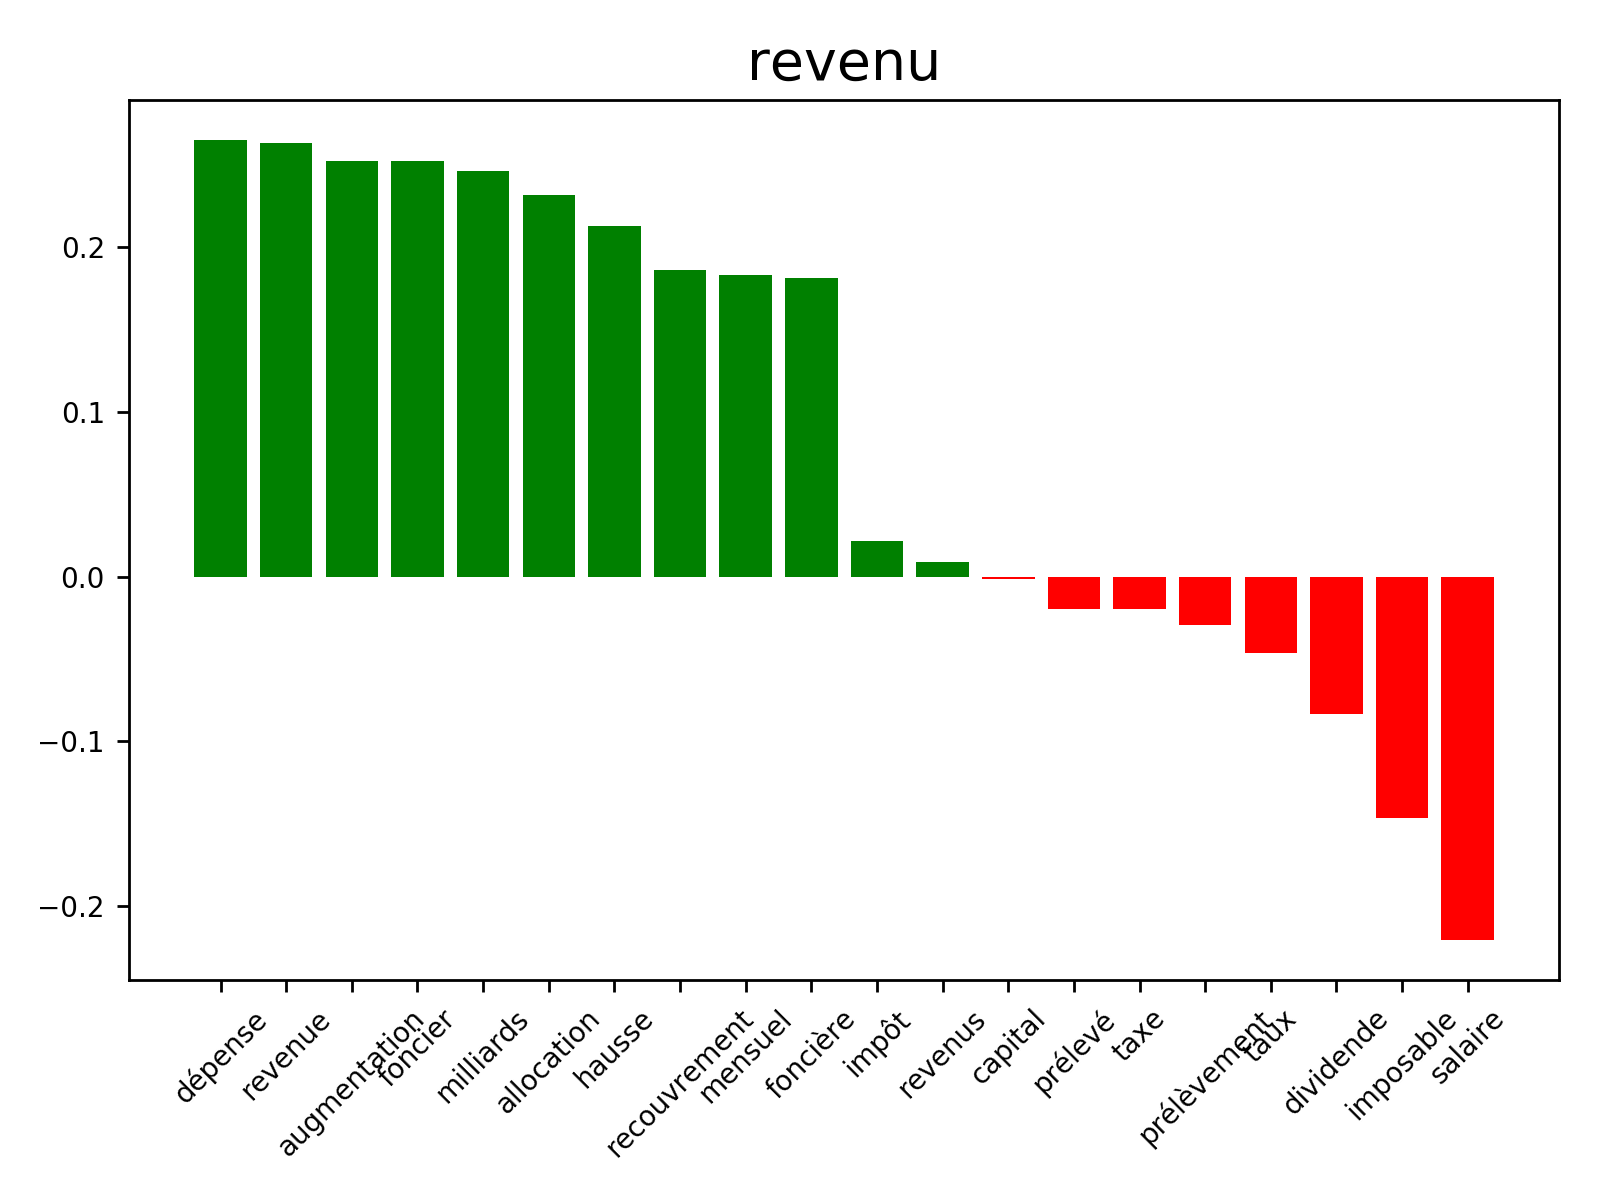 revenu
0.2
0.1
0.0
−0.1
−0.2
dépense
revenue
augmentation
foncier
milliards
allocation
hausse
recouvrement
mensuel
foncière
impôt
revenus
capital
prélevé
taxe
prélèvement
taux
dividende
imposable
salaire